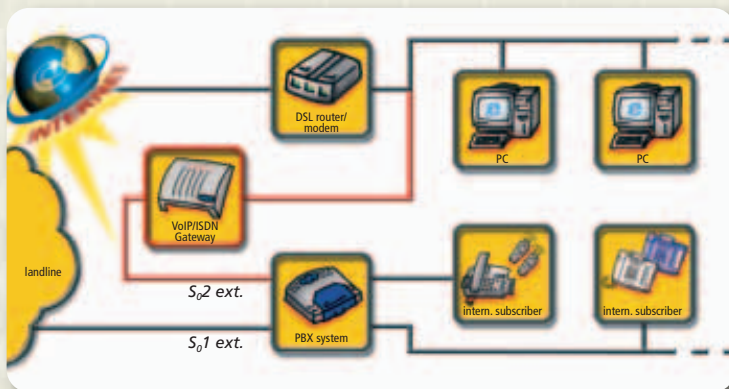 INTERNET
DSL router/
modem
PC
PC
VoIP/ISDN
Gateway
landline
S₀2 ext.
S₀1 ext.
PBX system
intern. subscriber
intern. subscriber